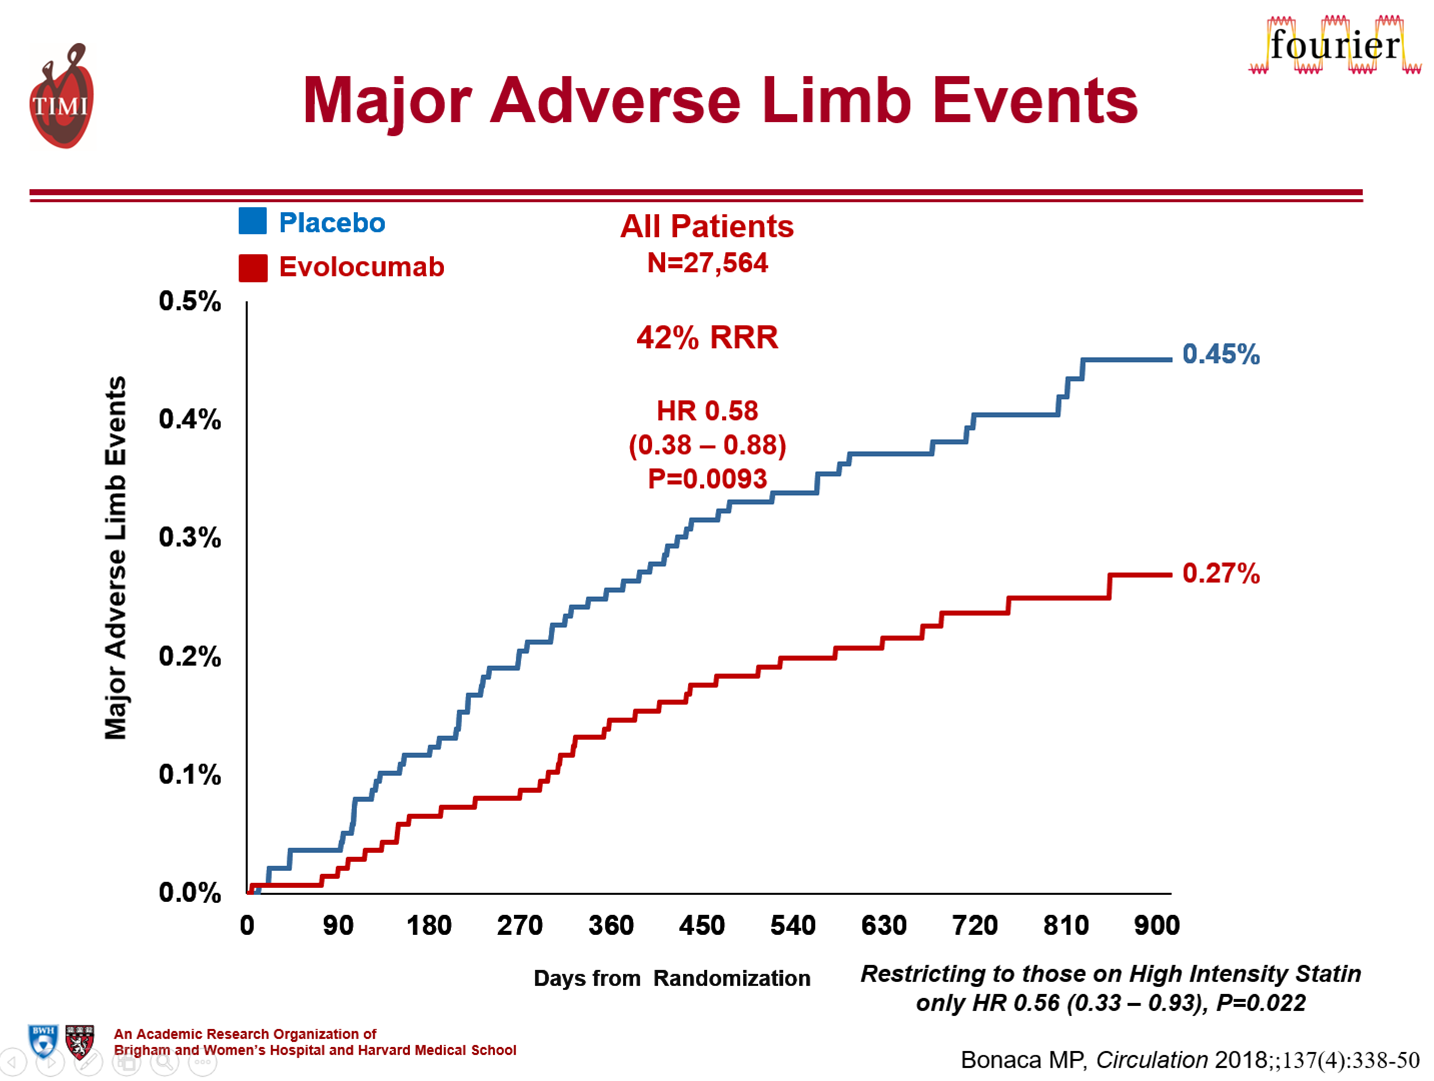 TIMI
fourier
Major Adverse Limb Events
Placebo
Evolocumab
All Patients
N=27,564
42% RRR
HR 0.58
(0.38 – 0.88)
P=0.0093
0.5%
0.4%
0.3%
0.2%
0.1%
0.0%
Major Adverse Limb Events
0.45%
0.27%
0 90 180 270 360 450 540 630 720 810 900
Days from  Randomization
Restricting to those on High Intensity Statin
only HR 0.56 (0.33 – 0.93), P=0.022
BWH
An Academic Research Organization of
Brigham and Women’s Hospital and Harvard Medical School
Bonaca MP, Circulation 2018;;137(4):338-50